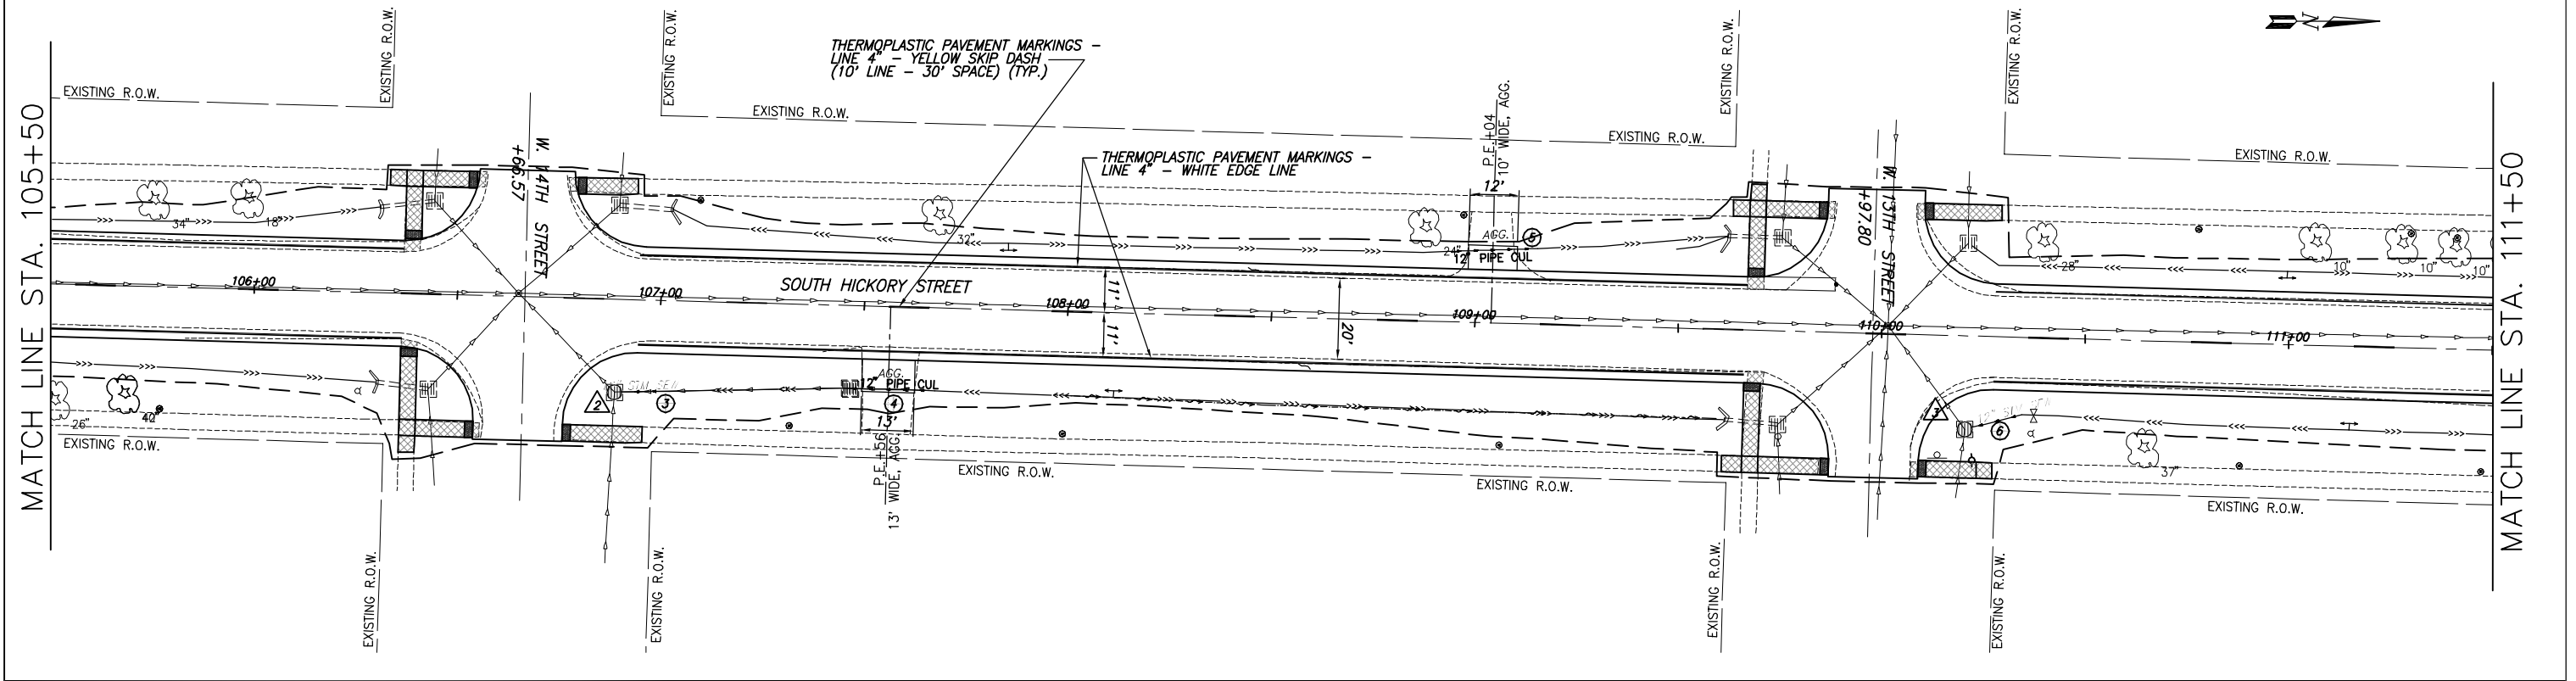 MATCH LINE STA. 105+50
EXISTING R.O.W.
EXISTING R.O.W.
EXISTING R.O.W.
THERMOPLASTIC PAVEMENT MARKINGS –
LINE 4" – YELLOW SKIP DASH
(10' LINE – 30' SPACE) (TYP.)
EXISTING R.O.W.
THERMOPLASTIC PAVEMENT MARKINGS –
LINE 4" – WHITE EDGE LINE
P.E. +04
10' WIDE, AGG.
EXISTING R.O.W.
EXISTING R.O.W.
EXISTING R.O.W.
EXISTING R.O.W.
N
W. 14TH STREET
+66.57
W. 13TH STREET
+97.80
34"
18"
32"
12'
AGG.
5
24"
12" PIPE CUL
28"
10"
10"
10"
106+00
107+00
SOUTH HICKORY STREET
108+00
11'
11'
20'
109+00
110+00
111+00
26"
40"
2
3
AGG.
12" PIPE CUL
4
13'
P.E. +56
13' WIDE, AGG.
3
6
37"
EXISTING R.O.W.
EXISTING R.O.W.
EXISTING R.O.W.
EXISTING R.O.W.
EXISTING R.O.W.
EXISTING R.O.W.
EXISTING R.O.W.
EXISTING R.O.W.
MATCH LINE STA. 111+50